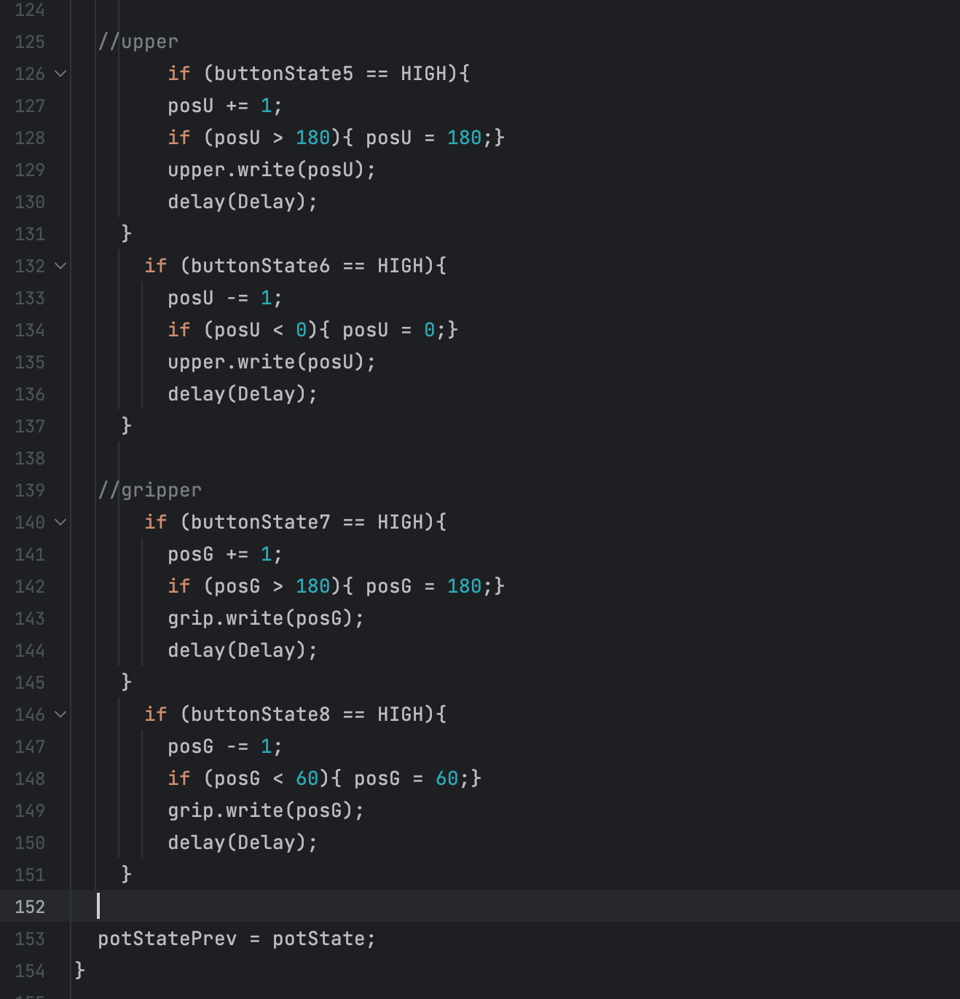 124
125 //upper
126 if (buttonState5 == HIGH){
127 posU += 1;
128 if (posU > 180){ posU = 180;}
129 upper.write(posU);
130 delay(Delay);
131 }
132 if (buttonState6 == HIGH){
133 posU -= 1;
134 if (posU < 0){ posU = 0;}
135 upper.write(posU);
136 delay(Delay);
137 }
138
139 //gripper
140 if (buttonState7 == HIGH){
141 posG += 1;
142 if (posG > 180){ posG = 180;}
143 grip.write(posG);
144 delay(Delay);
145 }
146 if (buttonState8 == HIGH){
147 posG -= 1;
148 if (posG < 60){ posG = 60;}
149 grip.write(posG);
150 delay(Delay);
151 }
152
153 potStatePrev = potState;
154 }